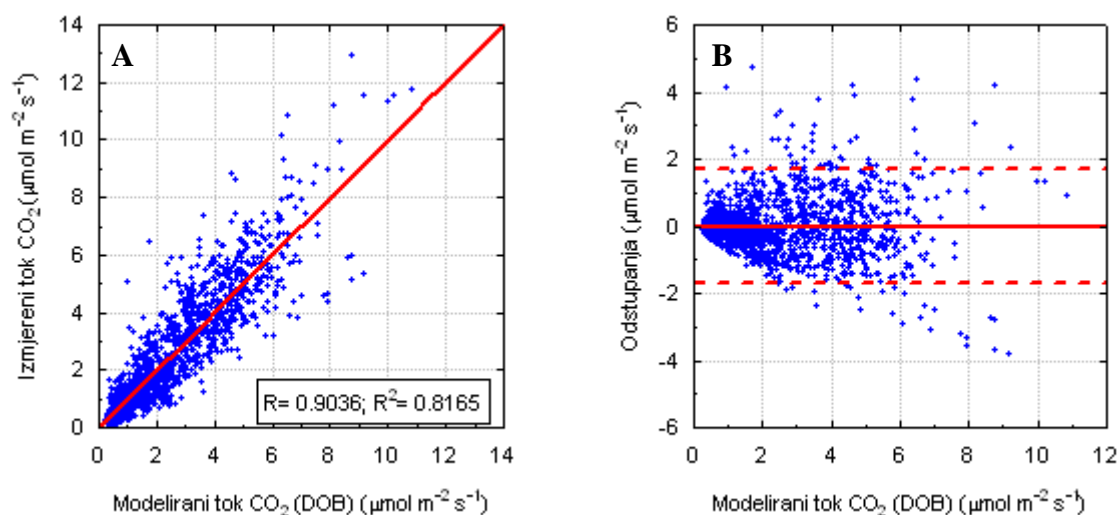 A
Izmjereni tok CO2 (µmol m-2 s-1)
14
12
10
8
6
4
2
0
R= 0.9036; R2= 0.8165
0 2 4 6 8 10 12 14
Modelirani tok CO2 (DOB) (µmol m-2 s-1)
B
Odstupanja (µmol m-2 s-1)
6
4
2
0
-2
-4
-6
0 2 4 6 8 10 12
Modelirani tok CO2 (DOB) (µmol m-2 s-1)